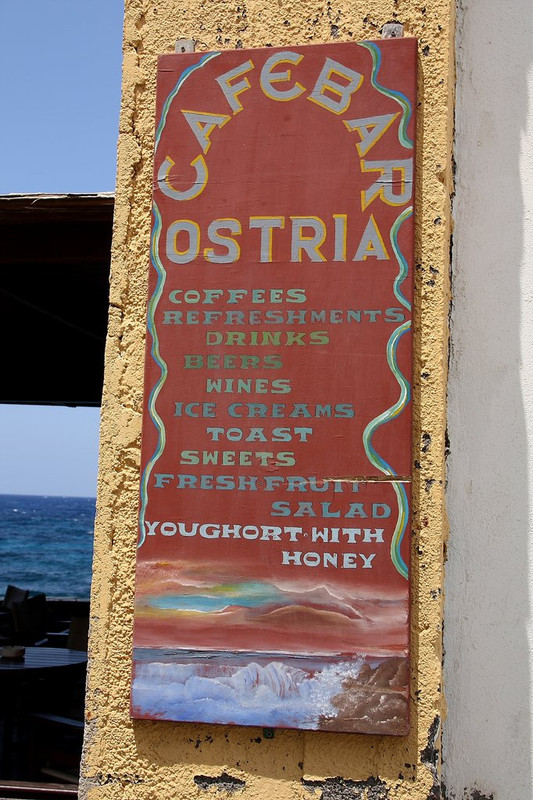 CAFEBAR
OSTRIA
COFFEES
REFRESHMENTS
DRINKS
BEERS
WINES
ICE CREAMS
TOAST
SWEETS
FRESH FRUIT
SALAD
YOUGHORT·WITH
HONEY